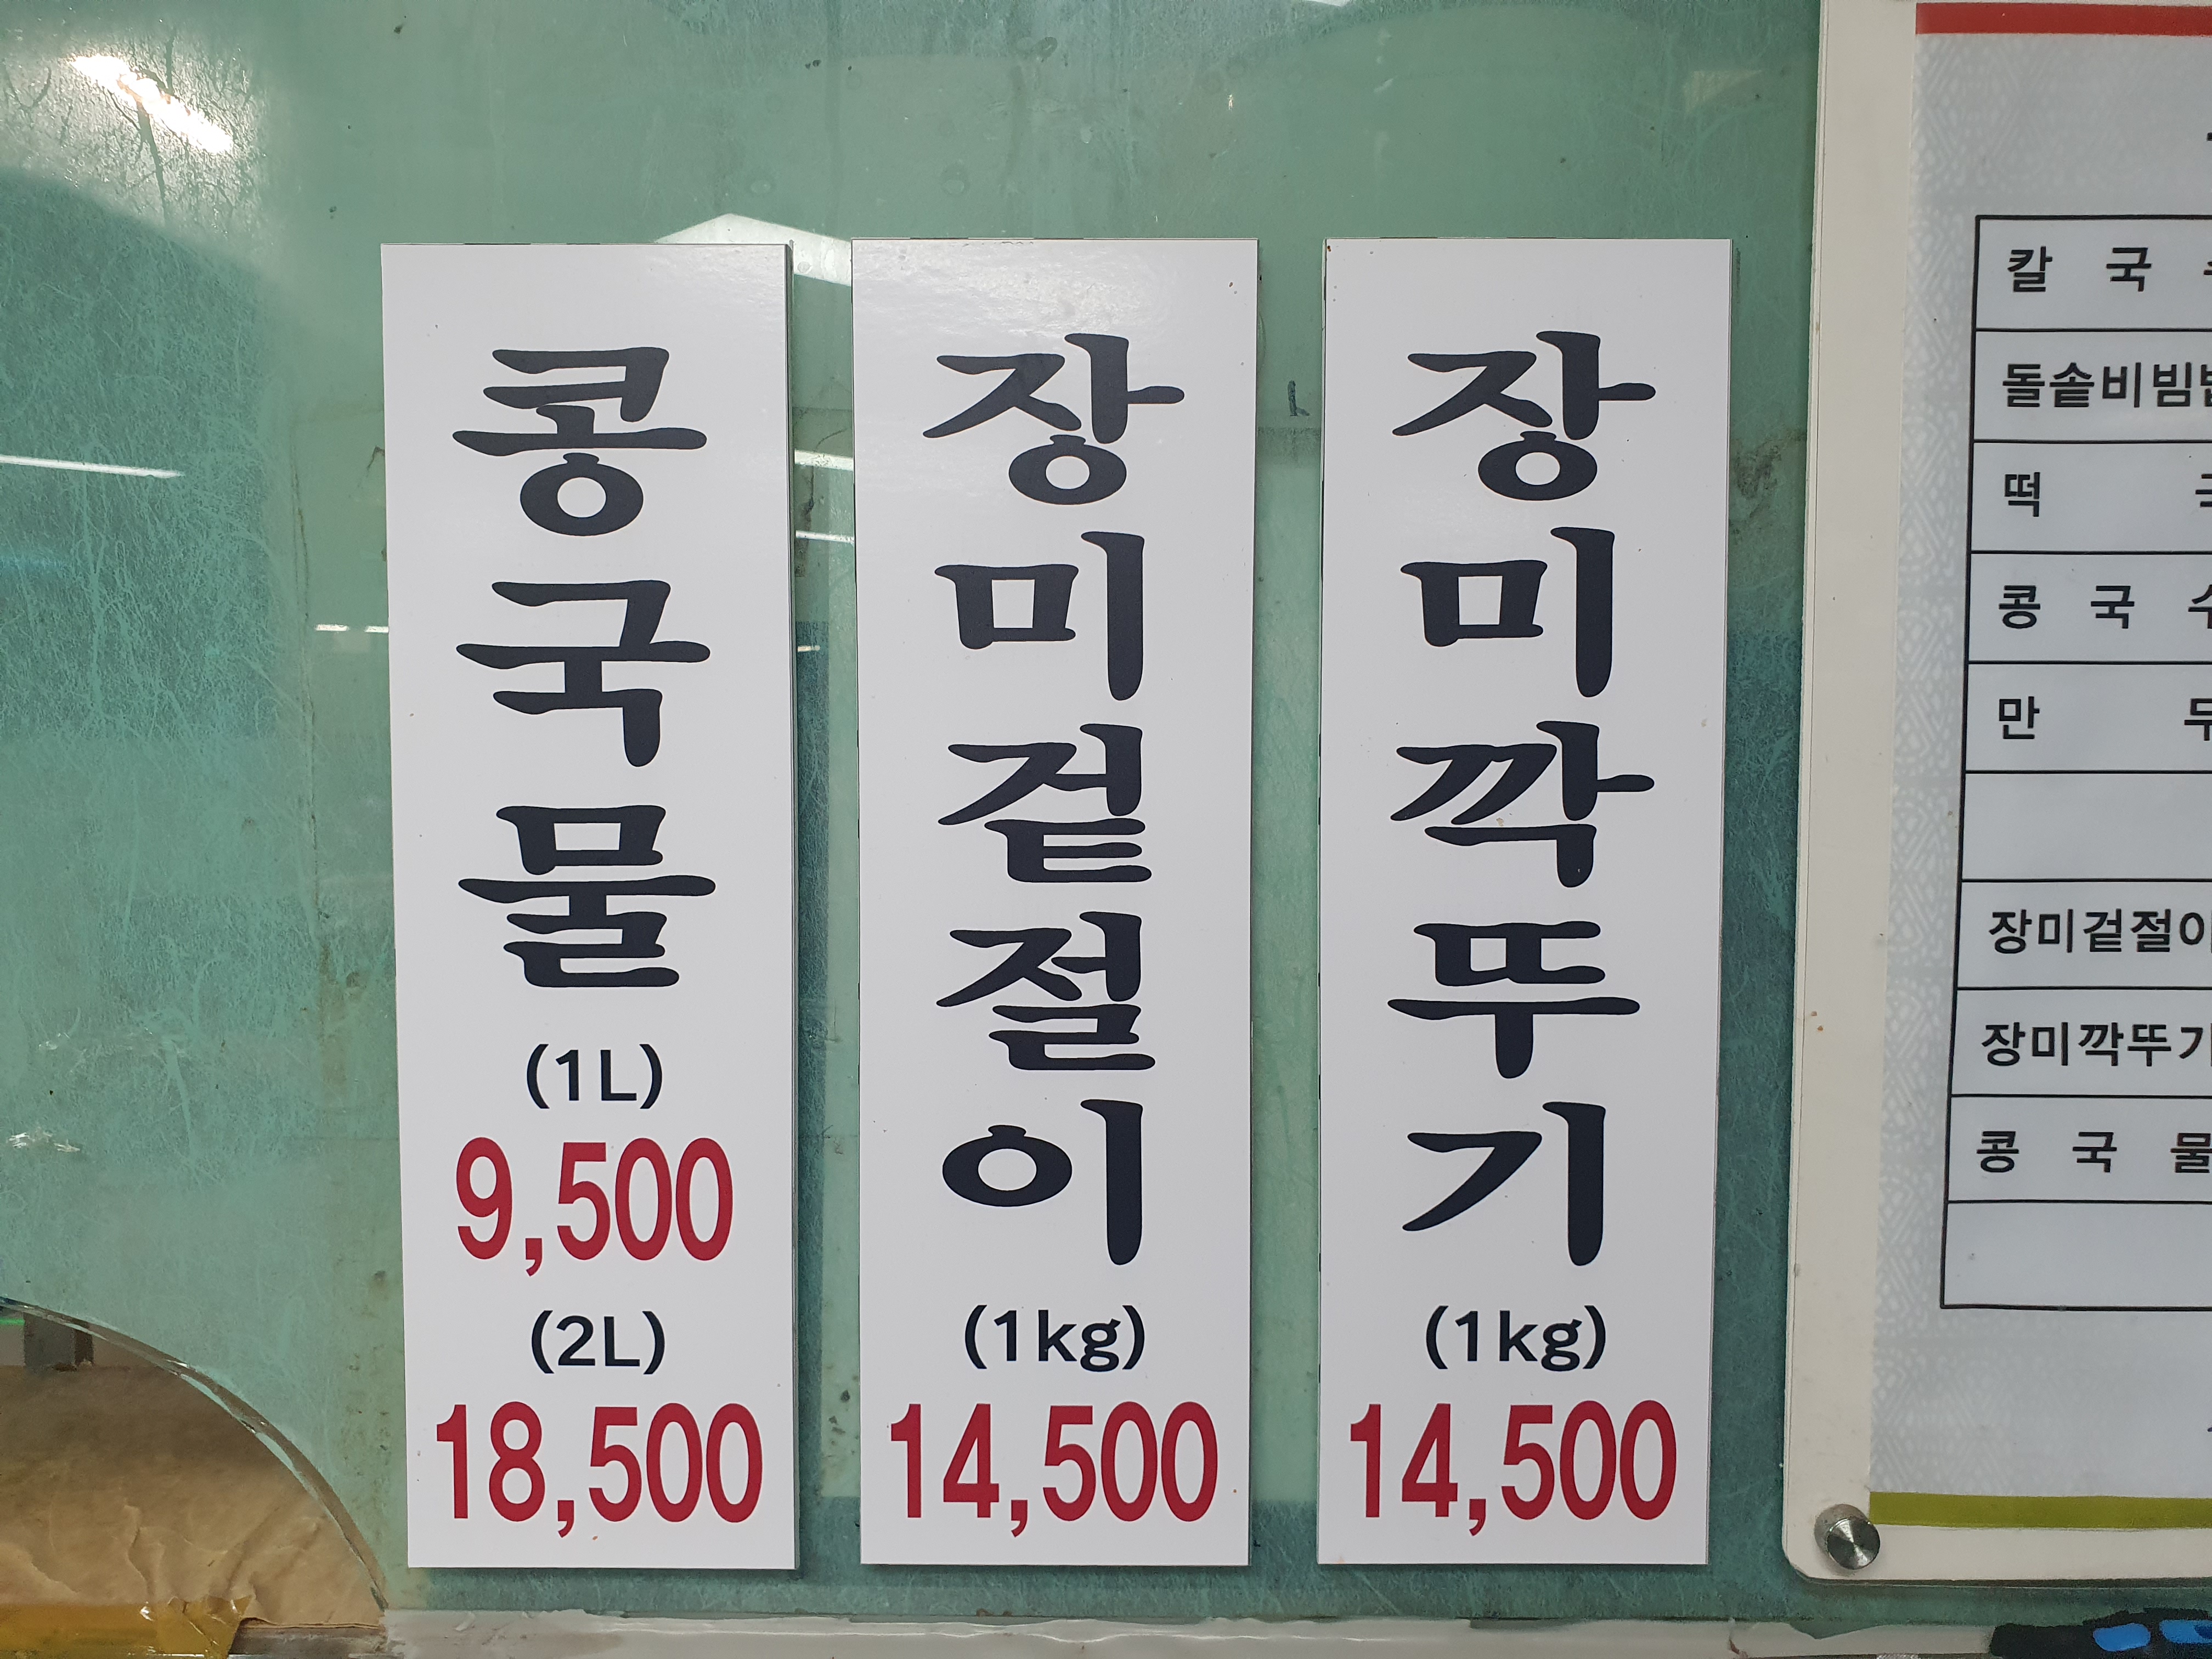 콩국물
(1L)
9,500
(2L)
18,500
장미겉절이
(1kg)
14,500
장미깍뚜기
(1kg)
14,500
칼 국
돌솥비빔
떡
콩 국
만
장미겉절이
장미깍뚜기
콩 국 물